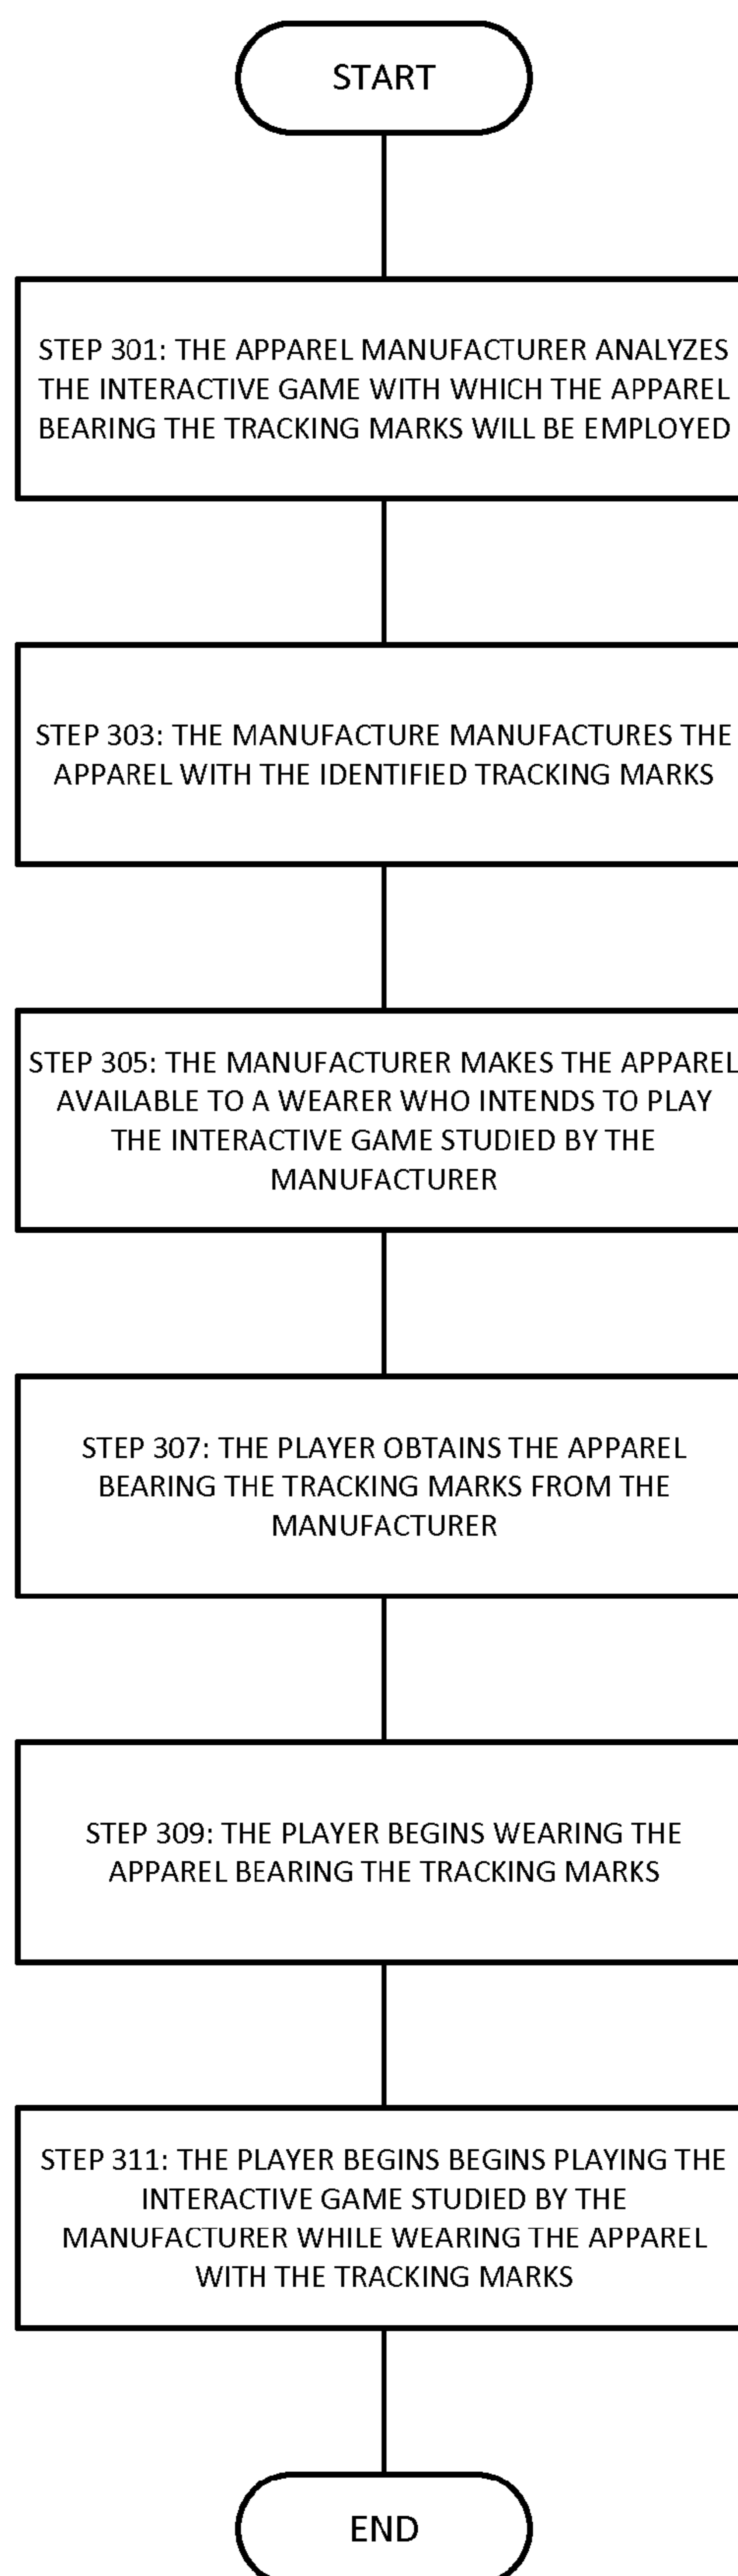 START
STEP 301: THE APPAREL MANUFACTURER ANALYZES
THE INTERACTIVE GAME WITH WHICH THE APPAREL
BEARING THE TRACKING MARKS WILL BE EMPLOYED
STEP 303: THE MANUFACTURE MANUFACTURES THE
APPAREL WITH THE IDENTIFIED TRACKING MARKS
STEP 305: THE MANUFACTURER MAKES THE APPAREL
AVAILABLE TO A WEARER WHO INTENDS TO PLAY
THE INTERACTIVE GAME STUDIED BY THE
MANUFACTURER
STEP 307: THE PLAYER OBTAINS THE APPAREL
BEARING THE TRACKING MARKS FROM THE
MANUFACTURER
STEP 309: THE PLAYER BEGINS WEARING THE
APPAREL BEARING THE TRACKING MARKS
STEP 311: THE PLAYER BEGINS BEGINS PLAYING THE
INTERACTIVE GAME STUDIED BY THE
MANUFACTURER WHILE WEARING THE APPAREL
WITH THE TRACKING MARKS
END